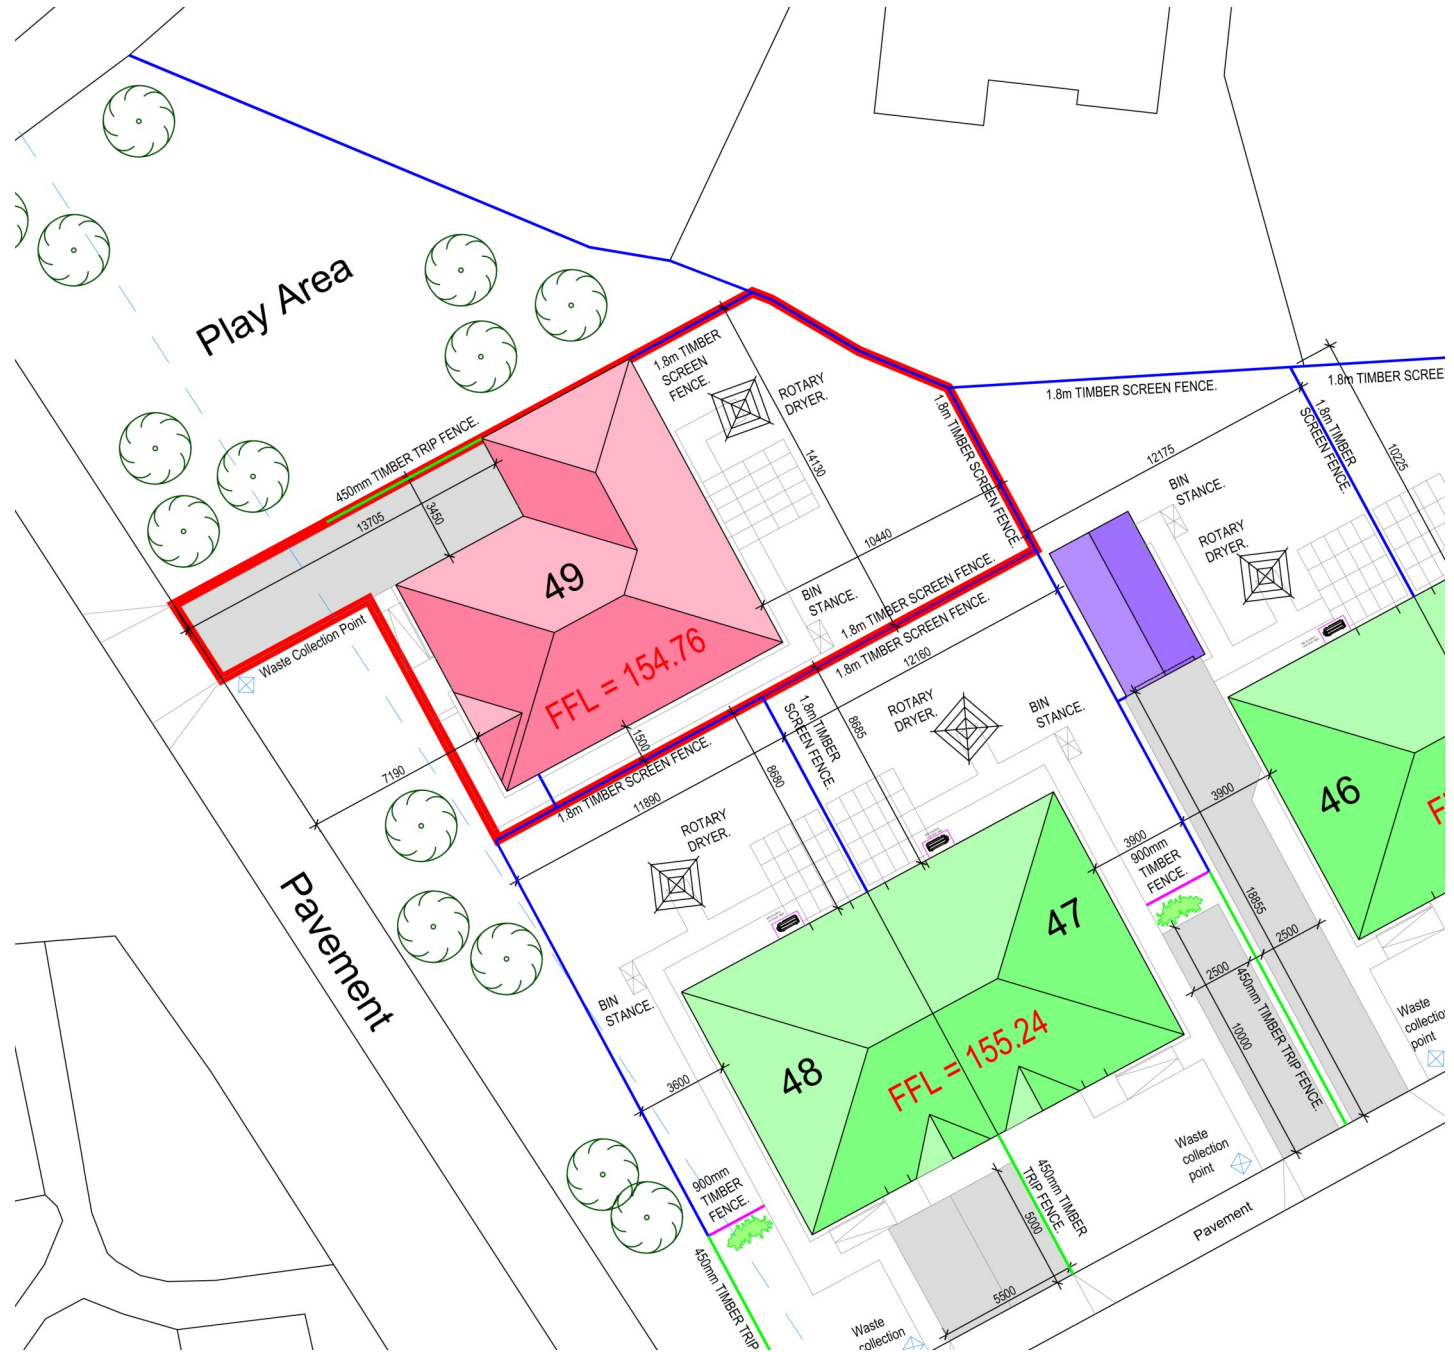 Play Area
1.8m TIMBER
SCREEN
FENCE.
ROTARY
DRYER.
1.8m TIMBER SCREEN FENCE.
1.8m TIMBER SCREE
1.8m TIMBER SCREEN FENCE.
1.8m TIMBER
SCREEN FENCE.
10225
12175
BIN
STANCE.
ROTARY
DRYER.
450mm TIMBER TRIP FENCE.
13705
3450
14130
10440
49
FFL = 154.76
BIN
STANCE.
1.8m TIMBER SCREEN FENCE.
1.8m TIMBER SCREEN FENCE.
12160
Waste Collection Point
7190
1500
1.8m TIMBER SCREEN FENCE.
11890
8680
1.8m TIMBER
SCREEN FENCE.
8685
ROTARY
DRYER.
BIN
STANCE.
ROTARY
DRYER.
46
3900
3900
900mm
TIMBER
FENCE.
18855
2500
2500
450mm TIMBER TRIP FENCE.
10000
Pavement
BIN
STANCE.
47
48
FFL = 155.24
3600
Waste
collectio
point
Waste
collection
point
900mm
TIMBER
FENCE.
450mm TIMBER
TRIP FENCE.
5000
5500
Pavement
450mm TIMBER TRIP
Waste
collection